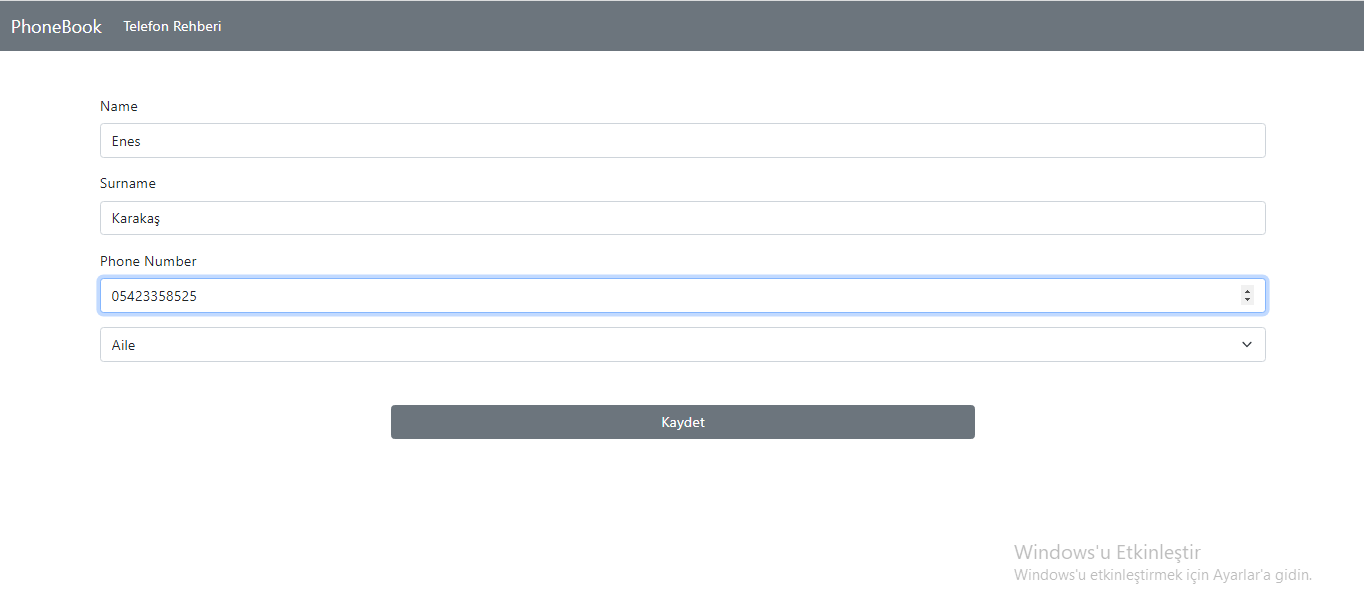 PhoneBook Telefon Rehberi
Name
Enes
Surname
Karakaş
Phone Number
05423358525
Aile
Kaydet
Windows'u Etkinleştir
Windows'u etkinleştirmek için Ayarlar'a gidin.